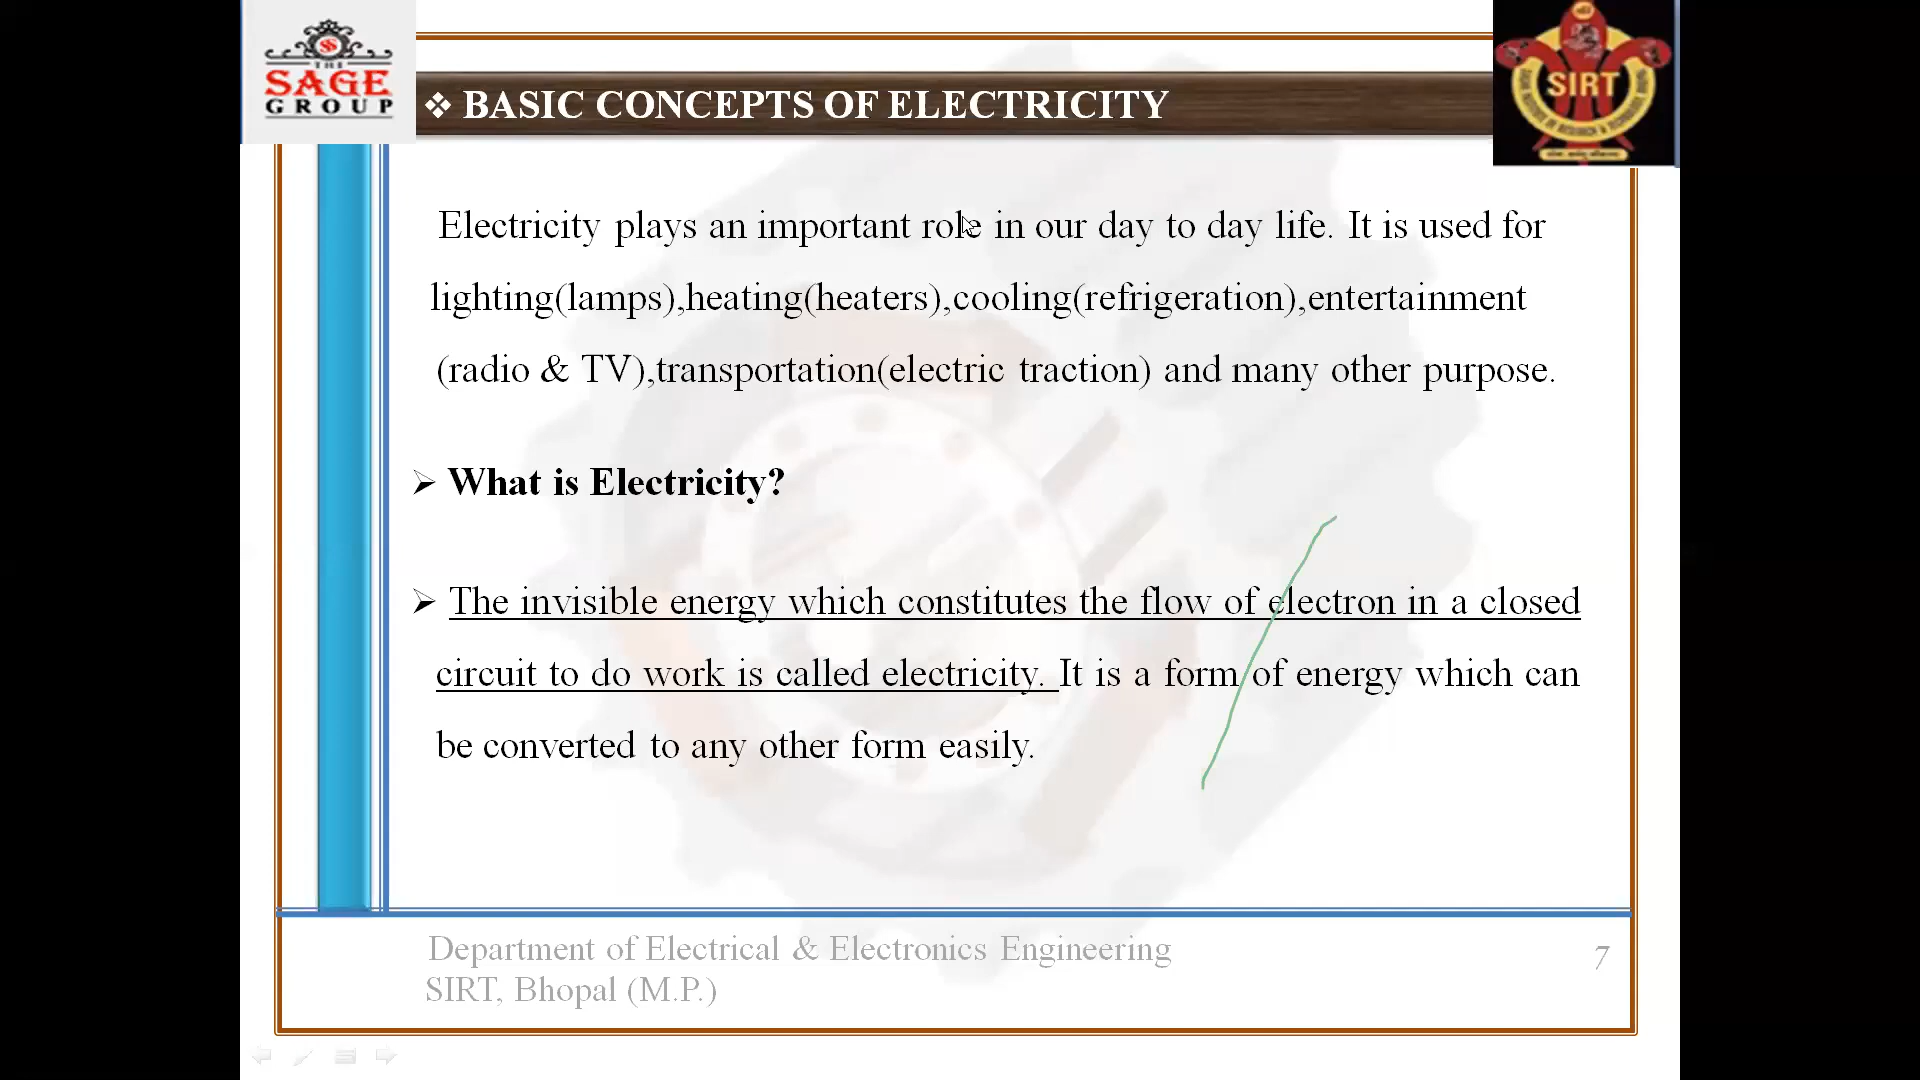 THE
SAGE
GROUP
❖ BASIC CONCEPTS OF ELECTRICITY
SIRT
Electricity plays an important role in our day to day life. It is used for
lighting(lamps),heating(heaters),cooling(refrigeration),entertainment
(radio & TV),transportation(electric traction) and many other purpose.
➢ What is Electricity?
➢ The invisible energy which constitutes the flow of electron in a closed
circuit to do work is called electricity. It is a form of energy which can
be converted to any other form easily.
Department of Electrical & Electronics Engineering
SIRT, Bhopal (M.P.)
7